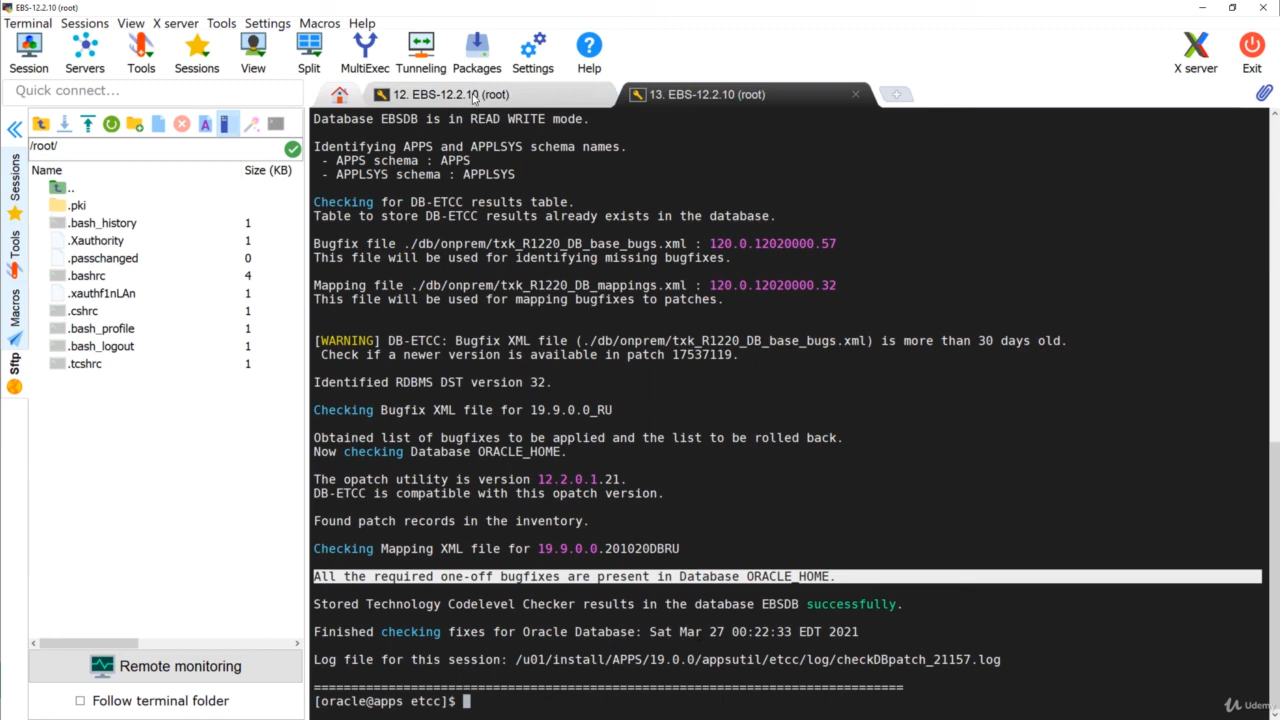 EBS-12.2.10 (root)
Terminal Sessions View X server Tools Settings Macros Help
Session Servers Tools Sessions View Split MultiExec Tunneling Packages Settings Help X server Exit
Quick connect...
12. EBS-12.2.10 (root)
13. EBS-12.2.10 (root)
/root/
Name Size (KB)
..
.pki
.bash_history 1
.Xauthority 1
.passchanged 0
.bashrc 4
.xauthf1nLAn 1
.cshrc 1
.bash_profile 1
.bash_logout 1
.tcshrc 1
Sessions
Tools
Macros
Sftp
Remote monitoring
Follow terminal folder
Database EBSDB is in READ WRITE mode.
Identifying APPS and APPLSYS schema names.
- APPS schema : APPS
- APPLSYS schema : APPLSYS
Checking for DB-ETCC results table.
Table to store DB-ETCC results already exists in the database.
Bugfix file ./db/onprem/txk_R1220_DB_base_bugs.xml : 120.0.12020000.57
This file will be used for identifying missing bugfixes.
Mapping file ./db/onprem/txk_R1220_DB_mappings.xml : 120.0.12020000.32
This file will be used for mapping bugfixes to patches.
[WARNING] DB-ETCC: Bugfix XML file (./db/onprem/txk_R1220_DB_base_bugs.xml) is more than 30 days old.
Check if a newer version is available in patch 17537119.
Identified RDBMS DST version 32.
Checking Bugfix XML file for 19.9.0.0_RU
Obtained list of bugfixes to be applied and the list to be rolled back.
Now checking Database ORACLE_HOME.
The opatch utility is version 12.2.0.1.21.
DB-ETCC is compatible with this opatch version.
Found patch records in the inventory.
Checking Mapping XML file for 19.9.0.0.201020DBRU
All the required one-off bugfixes are present in Database ORACLE_HOME.
Stored Technology Codelevel Checker results in the database EBSDB successfully.
Finished checking fixes for Oracle Database: Sat Mar 27 00:22:33 EDT 2021
Log file for this session: /u01/install/APPS/19.0.0/appsutil/etcc/log/checkDBpatch_21157.log
===============================================================================
[oracle@apps etcc]$
Udemy